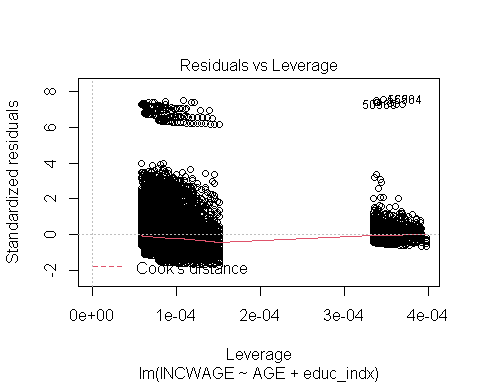 Residuals vs Leverage
Standardized residuals
8
6
4
2
0
-2
Cook's distance
0e+00
1e-04
2e-04
3e-04
4e-04
Leverage
lm(INCWAGE ~ AGE + educ_indx)